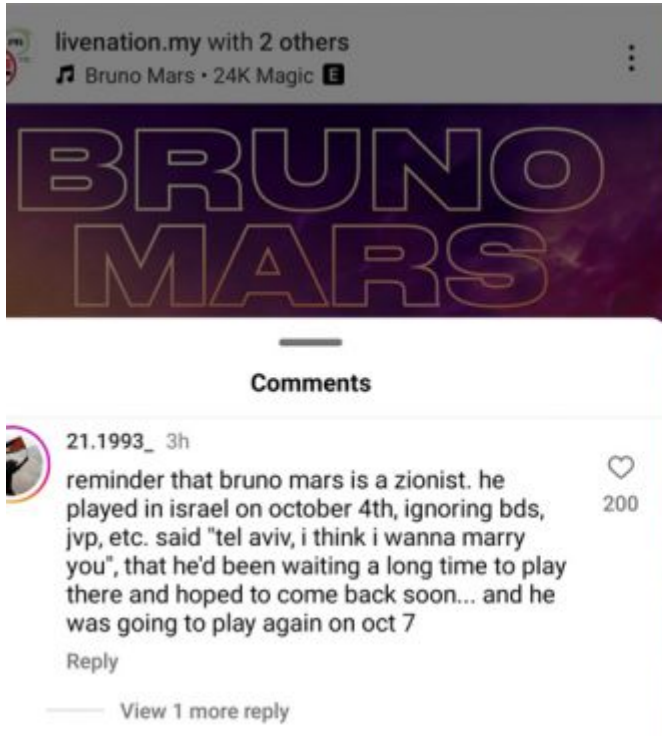 livenation.my with 2 others
Bruno Mars • 24K Magic E
BRUNO
MARS
Comments
21.1993_ 3h
reminder that bruno mars is a zionist. he
played in israel on october 4th, ignoring bds,
jvp, etc. said "tel aviv, i think i wanna marry
you", that he'd been waiting a long time to play
there and hoped to come back soon... and he
was going to play again on oct 7
200
Reply
View 1 more reply